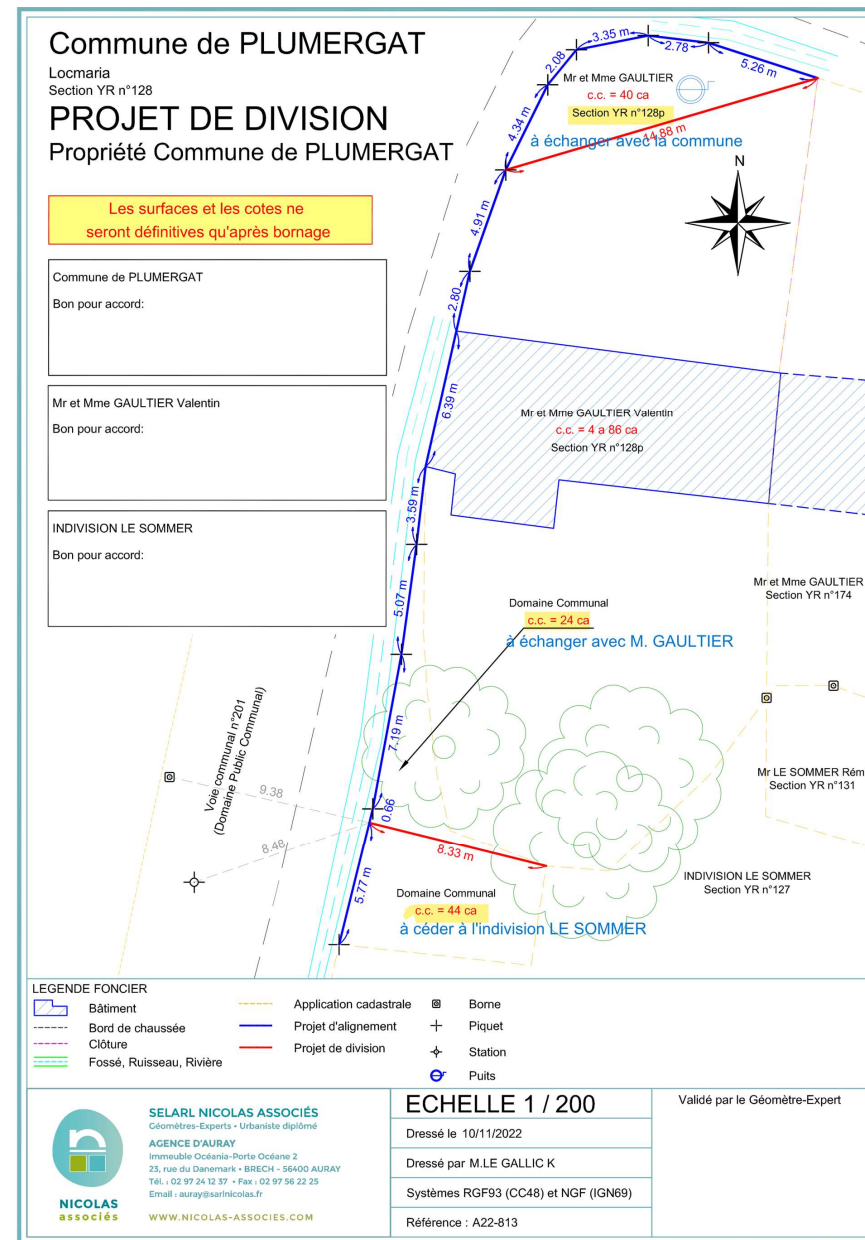 Commune de PLUMERGAT
Locmaria
Section YR n°128
PROJET DE DIVISION
Propriété Commune de PLUMERGAT
Les surfaces et les cotes ne
seront définitives qu'après bornage
Commune de PLUMERGAT
Bon pour accord:
Mr et Mme GAULTIER Valentin
Bon pour accord:
INDIVISION LE SOMMER
Bon pour accord:
3.35 m
2.78
5.26 m
2.08
4.34 m
Mr et Mme GAULTIER
c.c. = 40 ca
Section YR n°128p
14.88 m
à échanger avec la commune
N
4.91 m
2.80
6.39 m
Mr et Mme GAULTIER Valentin
c.c. = 4 a 86 ca
Section YR n°128p
3.59 m
5.07 m
Mr et Mme GAULTIER
Section YR n°174
Domaine Communal
c.c. = 24 ca
à échanger avec M. GAULTIER
7.19 m
Voie communal n°201
(Domaine Public Communal)
9.38
8.48
0.66
8.33 m
5.77 m
Mr LE SOMMER Rém
Section YR n°131
INDIVISION LE SOMMER
Section YR n°127
Domaine Communal
c.c. = 44 ca
à céder à l'indivision LE SOMMER
LEGENDE FONCIER
Bâtiment
Bord de chaussée
Clôture
Fossé, Ruisseau, Rivière
Application cadastrale
Projet d'alignement
Projet de division
Borne
Piquet
Station
Puits
n
NICOLAS
associés
SELARL NICOLAS ASSOCIÉS
Géomètres-Experts • Urbaniste diplômé
AGENCE D'AURAY
Immeuble Océania-Porte Océane 2
23, rue du Danemark • BRECH - 56400 AURAY
Tél. : 02 97 24 12 37 • Fax : 02 97 56 22 25
Email : auray@sarlnicolas.fr
WWW.NICOLAS-ASSOCIES.COM
ECHELLE 1 / 200
Dressé le 10/11/2022
Dressé par M.LE GALLIC K
Systèmes RGF93 (CC48) et NGF (IGN69)
Référence : A22-813
Validé par le Géomètre-Expert